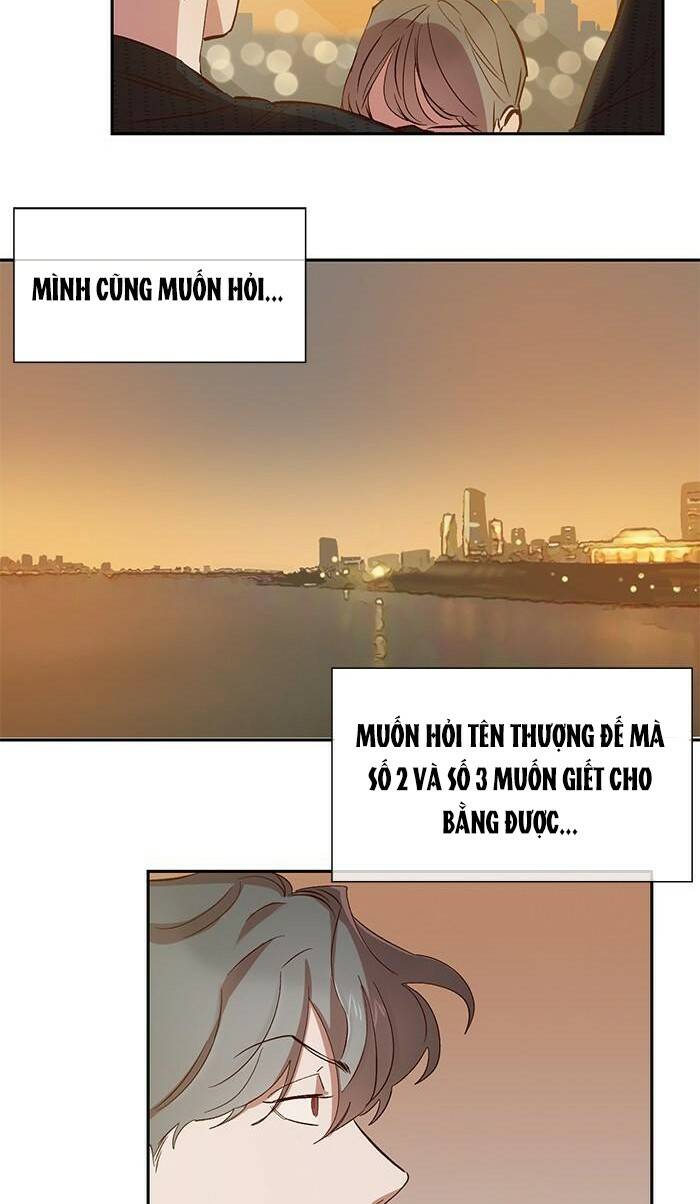 MÌNH CŨNG MUỐN HỎI...
MUỐN HỎI TÊN THƯỢNG ĐẾ MÀ
SỐ 2 VÀ SỐ 3 MUỐN GIẾT CHO
BẰNG ĐƯỢC...